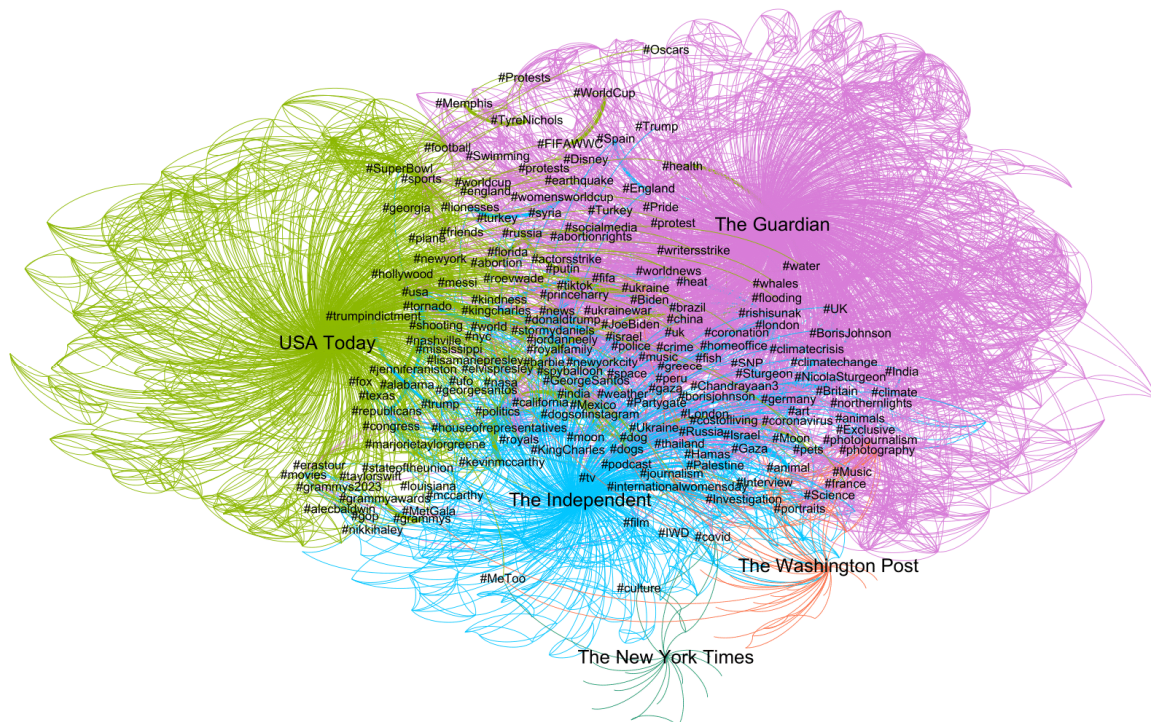 #Oscars
#Protests
#WorldCup
#Memphis
#TyreNichols
#Trump
#Spain
#FIFAWWC
#football
#Swimming
#Disney
#SuperBowl
#protests
#health
#sports
#worldcup
#earthquake
#england
#womensworldcup
#England
#georgia
#lionesses
#turkey
#syria
#Turkey
#Pride
#protest
The Guardian
#friends
#russia
#socialmedia
#plane
#abortionrights
#florida
#actorsstrike
#writersstrike
#newyork
#abortion
#putin
#water
#hollywood
#roevwade
#fifa
#worldnews
#messi
#tiktok
#ukraine
#heat
#whales
#usa
#princeharry
#kindness
#Biden
#flooding
#tornado
#kingcharles
#news
#ukrainewar
#brazil
#rishisunak
#UK
#trumpindictment
#donaldtrump
#china
#shooting
#world
#stormydaniels
#JoeBiden
#london
#uk
#coronation
#BorisJohnson
USA Today
#nashville
#nyc
#jordanneely
#israel
#police
#crime
#homeoffice
#mississippi
#royalfamily
#climatecrisis
#lisamariepresley
#barbie
#newyorkcity
#music
#fish
#greece
#SNP
#climatechange
#jenniferaniston
#elvispresley
#spyballoon
#space
#Sturgeon
#NicolaSturgeon
#India
#fox
#alabama
#ufo
#nasa
#GeorgeSantos
#peru
#gaza
#Chandrayaan3
#texas
#georgesantos
#india
#weather
#borisjohnson
#germany
#Britain
#climate
#trump
#california
#Mexico
#Partygate
#northernlights
#republicans
#politics
#dogsofinstagram
#London
#art
#costofliving
#coronavirus
#animals
#congress
#houseofrepresentatives
#Ukraine
#Russia
#Israel
#Exclusive
#marjorietaylorgreene
#royals
#moon
#dog
#thailand
#Moon
#photojournalism
#KingCharles
#dogs
#Hamas
#Gaza
#pets
#photography
#erastour
#stateoftheunion
#kevinmccarthy
#podcast
#Palestine
#animal
#movies
#taylorswift
#tv
#journalism
#Music
#grammys2023
#louisiana
#internationalwomensday
#Interview
#france
#grammyawards
#mccarthy
The Independent
#Investigation
#Science
#alecbaldwin
#MetGala
#portraits
#gop
#grammys
#nikkihaley
#film
#IWD
#covid
The Washington Post
#MeToo
#culture
The New York Times